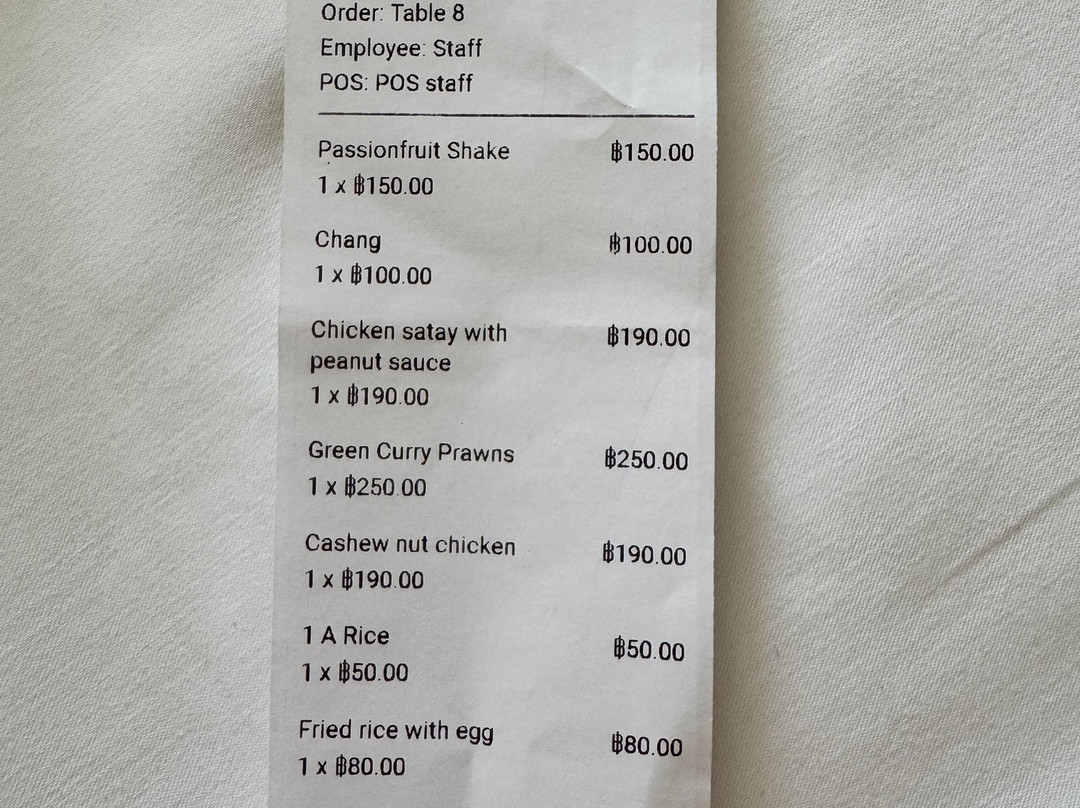 Order: Table 8
Employee: Staff
POS: POS staff
Passionfruit Shake ฿150.00
1 x ฿150.00
Chang ฿100.00
1 x ฿100.00
Chicken satay with ฿190.00
peanut sauce
1 x ฿190.00
Green Curry Prawns ฿250.00
1 x ฿250.00
Cashew nut chicken ฿190.00
1 x ฿190.00
1 A Rice ฿50.00
1 x ฿50.00
Fried rice with egg ฿80.00
1 x ฿80.00